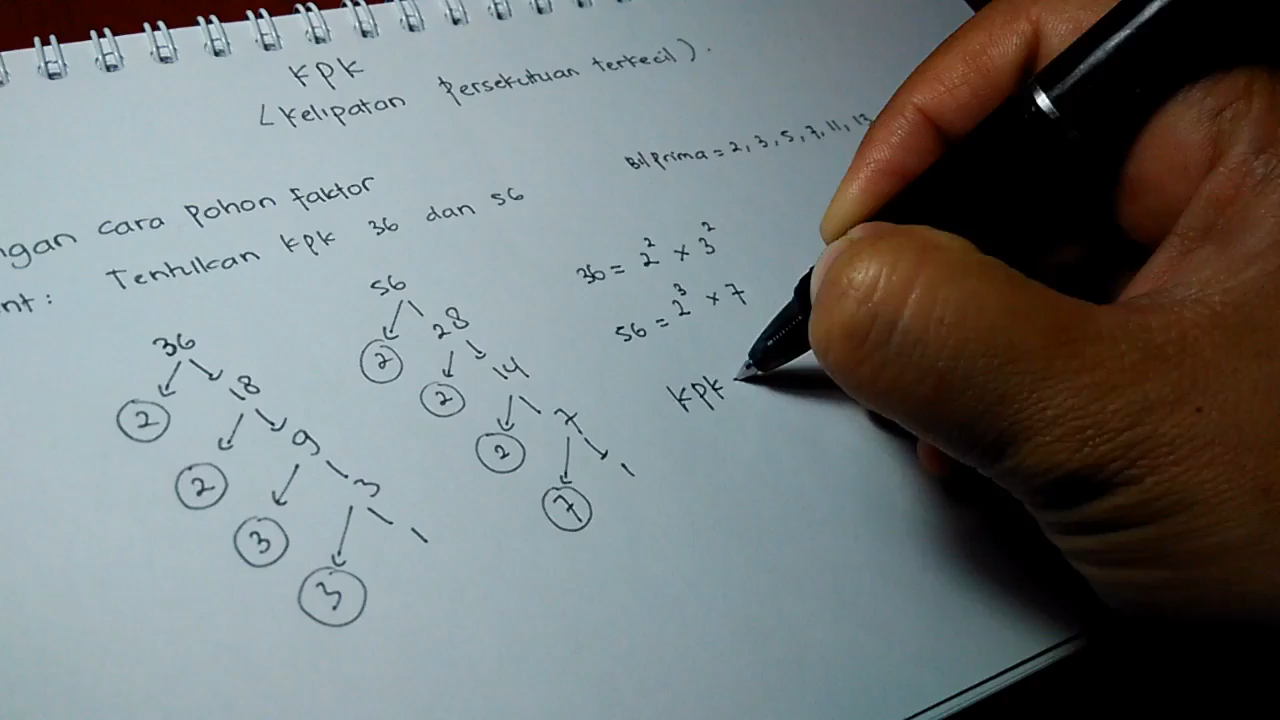 KPK
(Kelipatan Persekutuan terkecil).
Bil prima = 2, 3, 5, 7, 11, 13
ngan cara pohon faktor
nt: Tentukan KPK 36 dan 56
36
2 18
2 9
3 3
3 1
56
2 28
2 14
2 7
7 1
36 = 2² × 3²
56 = 2³ × 7
KPK